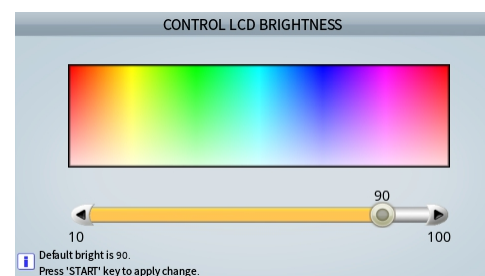 CONTROL LCD BRIGHTNESS
90
10
100
Default bright is 90.
Press 'START' key to apply change.